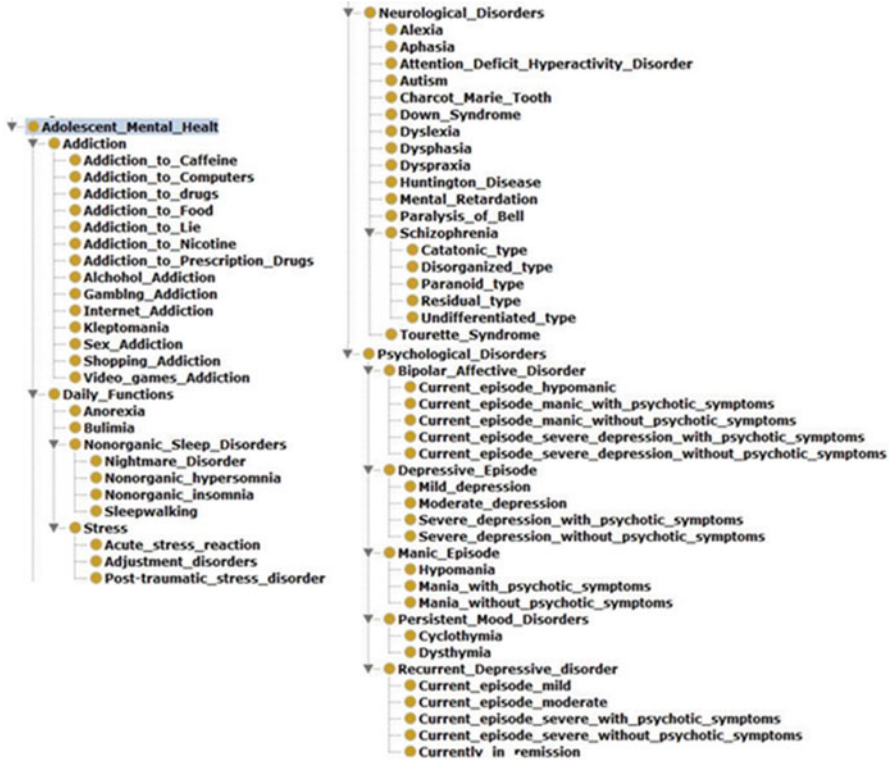 Adolescent_Mental_Healt
Addiction
Addiction_to_Caffeine
Addiction_to_Computers
Addiction_to_drugs
Addiction_to_Food
Addiction_to_Lie
Addiction_to_Nicotine
Addiction_to_Prescription_Drugs
Alchohol_Addiction
Gamblng_Addiction
Internet_Addiction
Kleptomania
Sex_Addiction
Shopping_Addiction
Video_games_Addiction
Daily_Functions
Anorexia
Bulimia
Nonorganic_Sleep_Disorders
Nightmare_Disorder
Nonorganic_hypersomnia
Nonorganic_insomnia
Sleepwalking
Stress
Acute_stress_reaction
Adjustment_disorders
Post-traumatic_stress_disorder
Neurological_Disorders
Alexia
Aphasia
Attention_Deficit_Hyperactivity_Disorder
Autism
Charcot_Marie_Tooth
Down_Syndrome
Dyslexia
Dysphasia
Dyspraxia
Huntington_Disease
Mental_Retardation
Paralysis_of_Bell
Schizophrenia
Catatonic_type
Disorganized_type
Paranoid_type
Residual_type
Undifferentiated_type
Tourette_Syndrome
Psychological_Disorders
Bipolar_Affective_Disorder
Current_episode_hypomanic
Current_episode_manic_with_psychotic_symptoms
Current_episode_manic_without_psychotic_symptoms
Current_episode_severe_depression_with_psychotic_symptoms
Current_episode_severe_depression_without_psychotic_symptoms
Depressive_Episode
Mild_depression
Moderate_depression
Severe_depression_with_psychotic_symptoms
Severe_depression_without_psychotic_symptoms
Manic_Episode
Hypomania
Mania_with_psychotic_symptoms
Mania_without_psychotic_symptoms
Persistent_Mood_Disorders
Cyclothymia
Dysthymia
Recurrent_Depressive_disorder
Current_episode_mild
Current_episode_moderate
Current_episode_severe_with_psychotic_symptoms
Current_episode_severe_without_psychotic_symptoms
Currently_in_remission